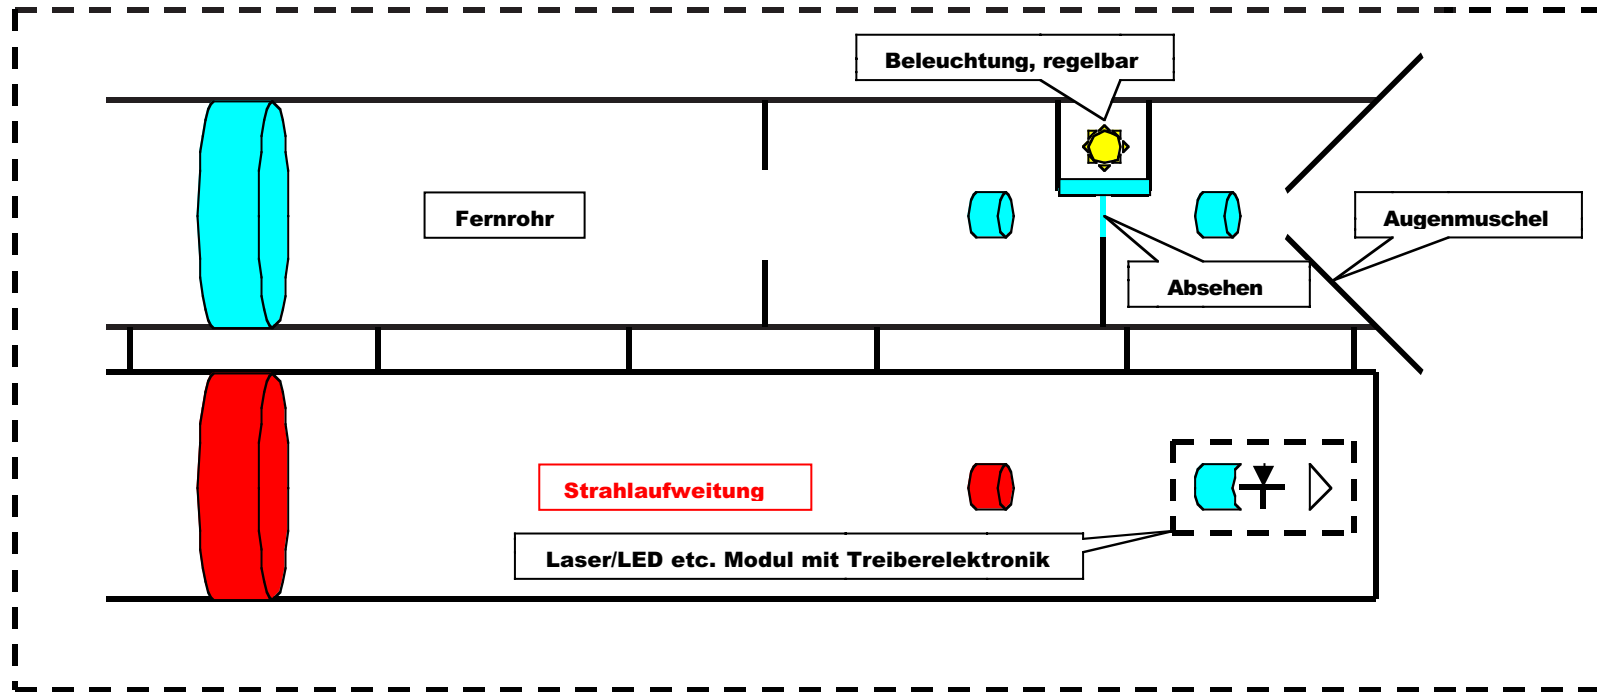 Beleuchtung, regelbar
Fernrohr
Augenmuschel
Absehen
Strahlaufweitung
Laser/LED etc. Modul mit Treiberelektronik